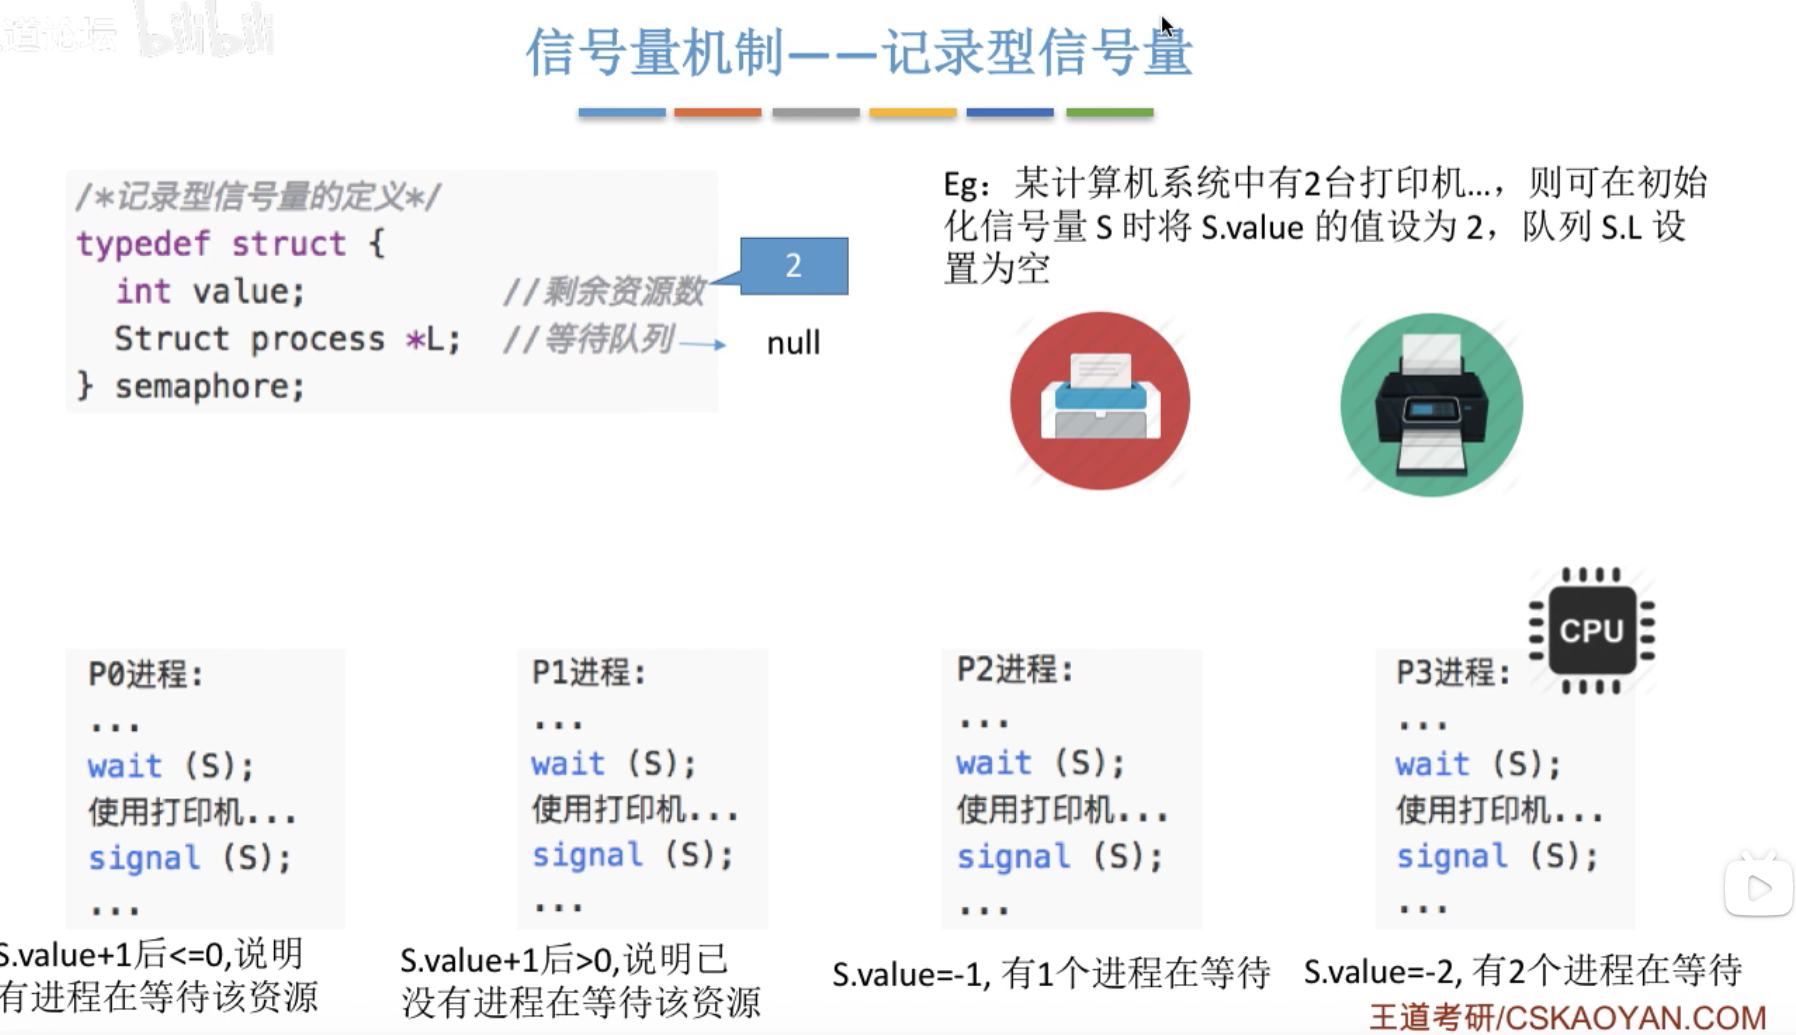 道论坛 bilibili
信号量机制——记录型信号量
/*记录型信号量的定义*/
typedef struct {
int value; //剩余资源数
Struct process *L; //等待队列
} semaphore;
2
null
Eg：某计算机系统中有2台打印机...，则可在初始
化信号量 S 时将 S.value 的值设为 2，队列 S.L 设
置为空
CPU
P0进程:
...
wait (S);
使用打印机...
signal (S);
...
S.value+1后<=0,说明
有进程在等待该资源
P1进程:
...
wait (S);
使用打印机...
signal (S);
...
S.value+1后>0,说明已
没有进程在等待该资源
P2进程:
...
wait (S);
使用打印机...
signal (S);
...
S.value=-1, 有1个进程在等待
P3进程:
...
wait (S);
使用打印机...
signal (S);
...
S.value=-2, 有2个进程在等待
王道考研/CSKAOYAN.COM